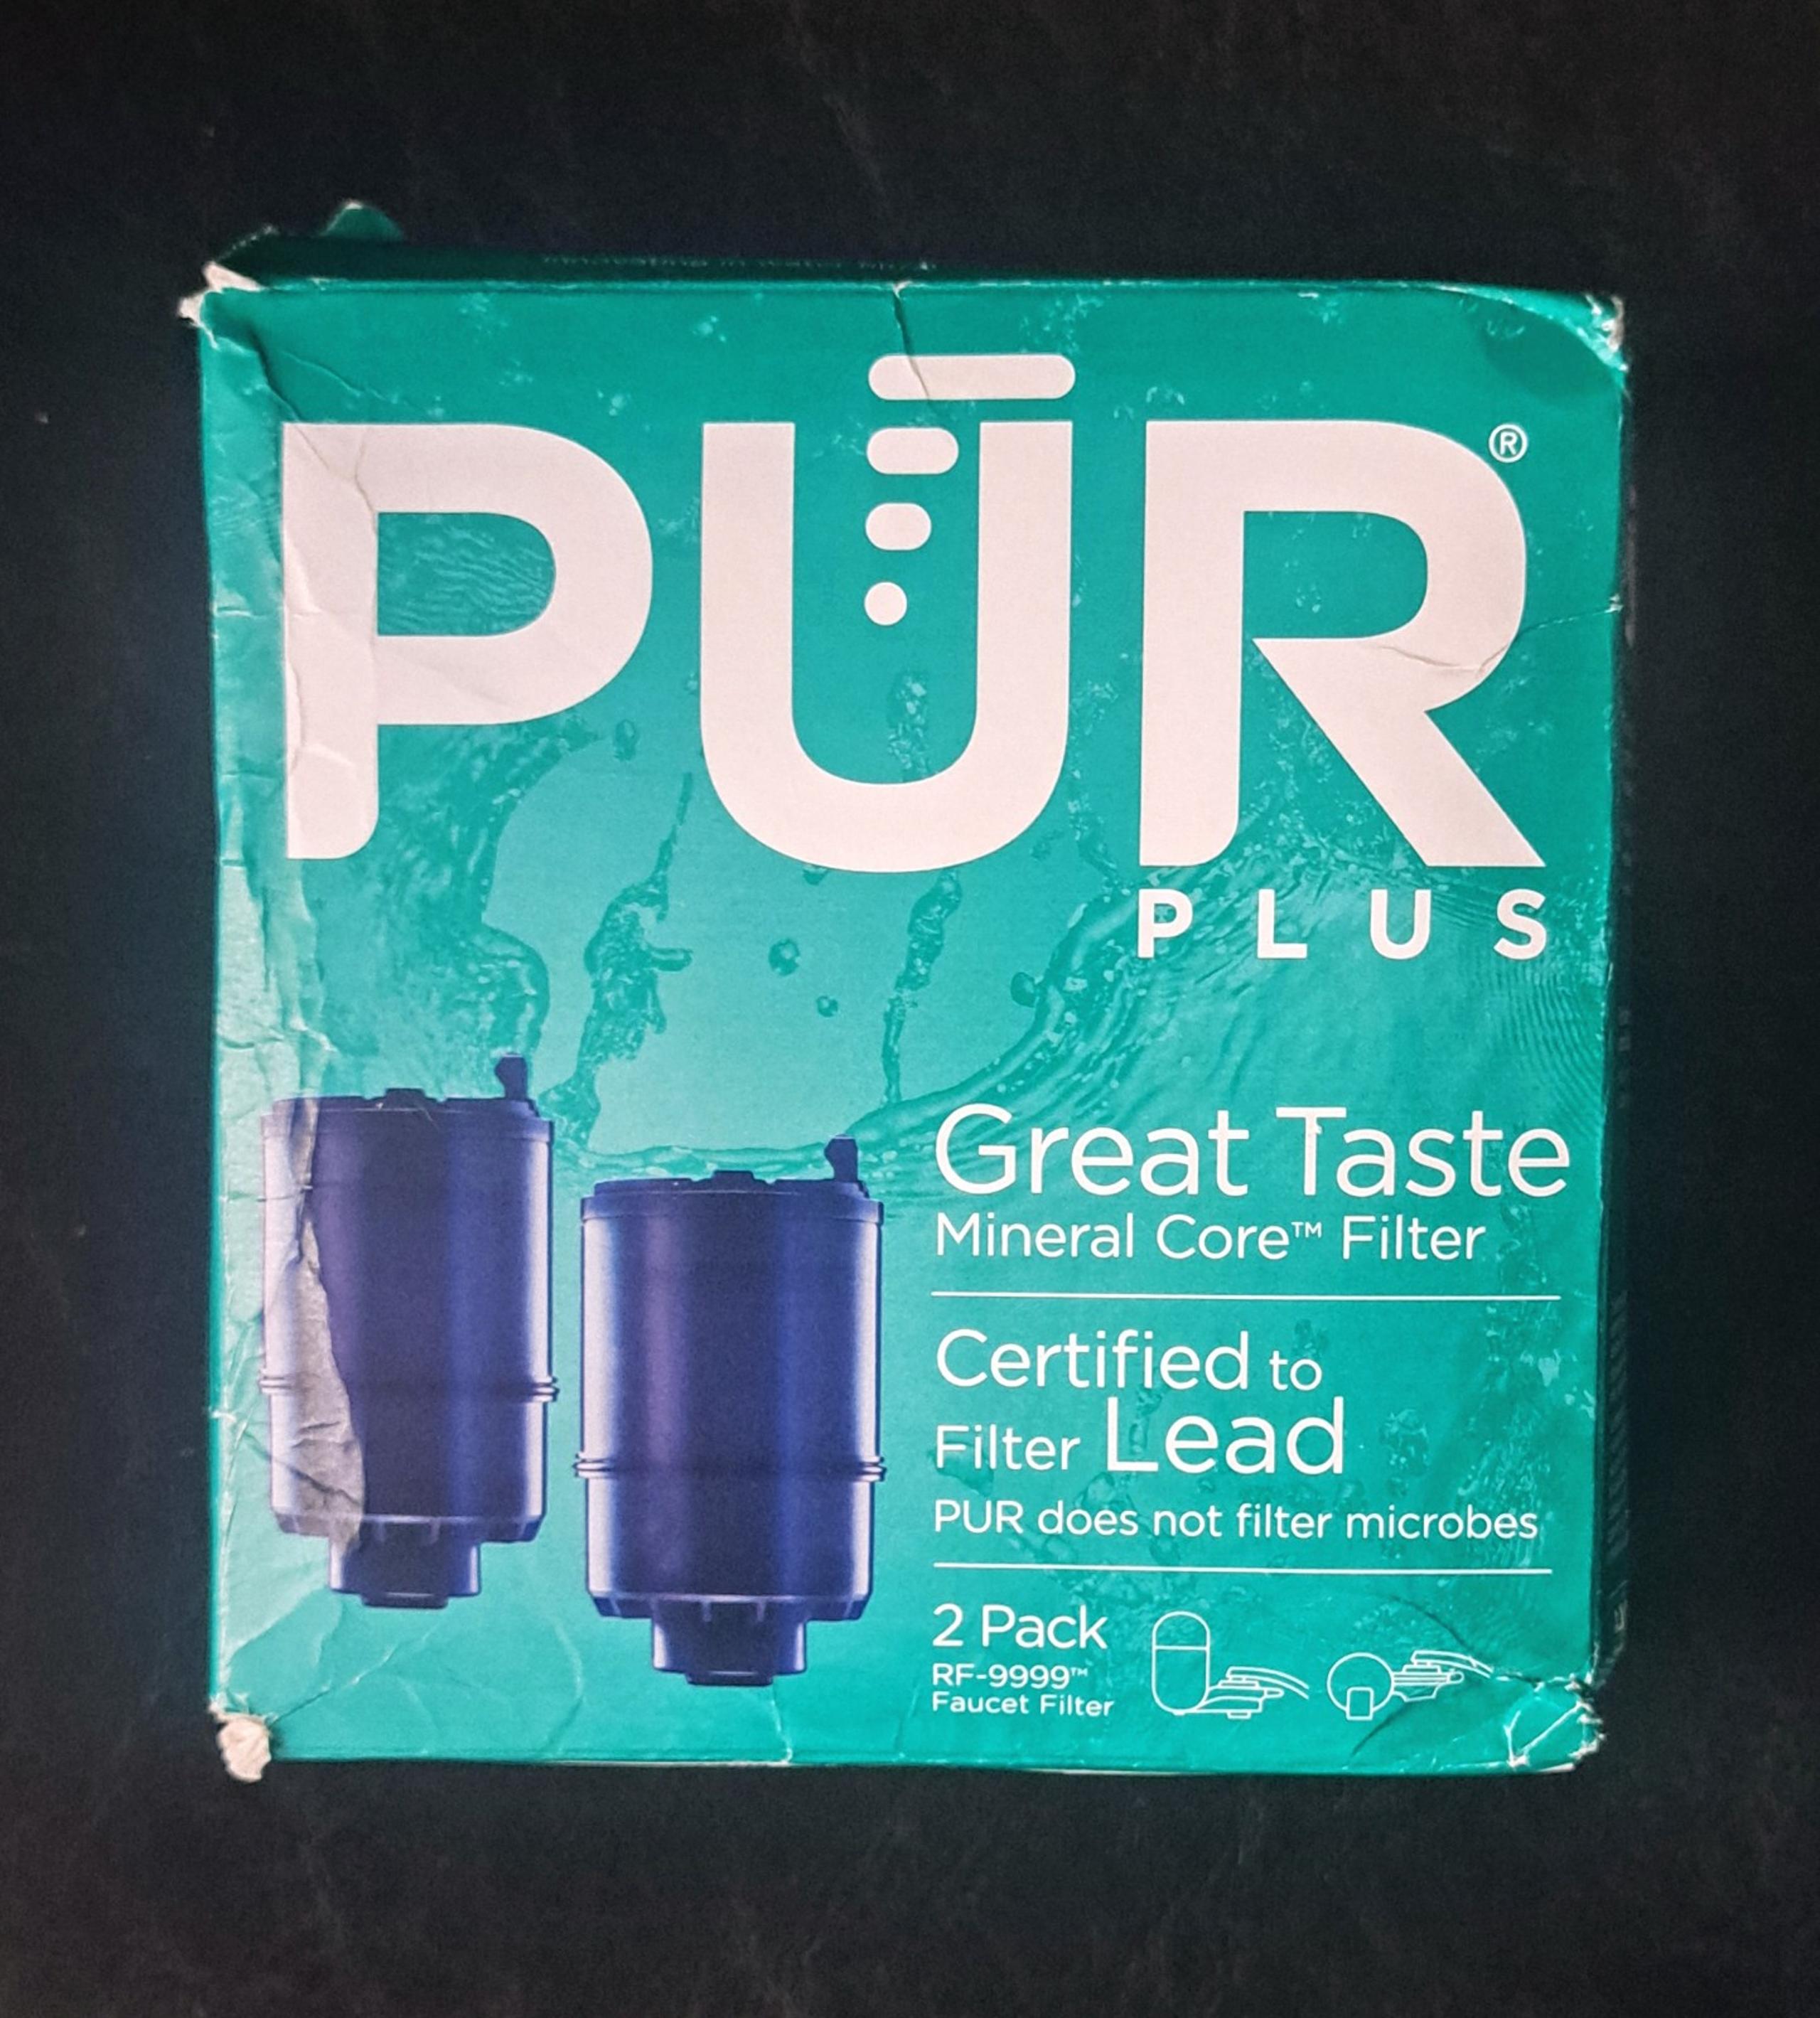 PUR®
PLUS
Great Taste
Mineral Core™ Filter
Certified to
Filter Lead
PUR does not filter microbes
2 Pack
RF-9999™
Faucet Filter